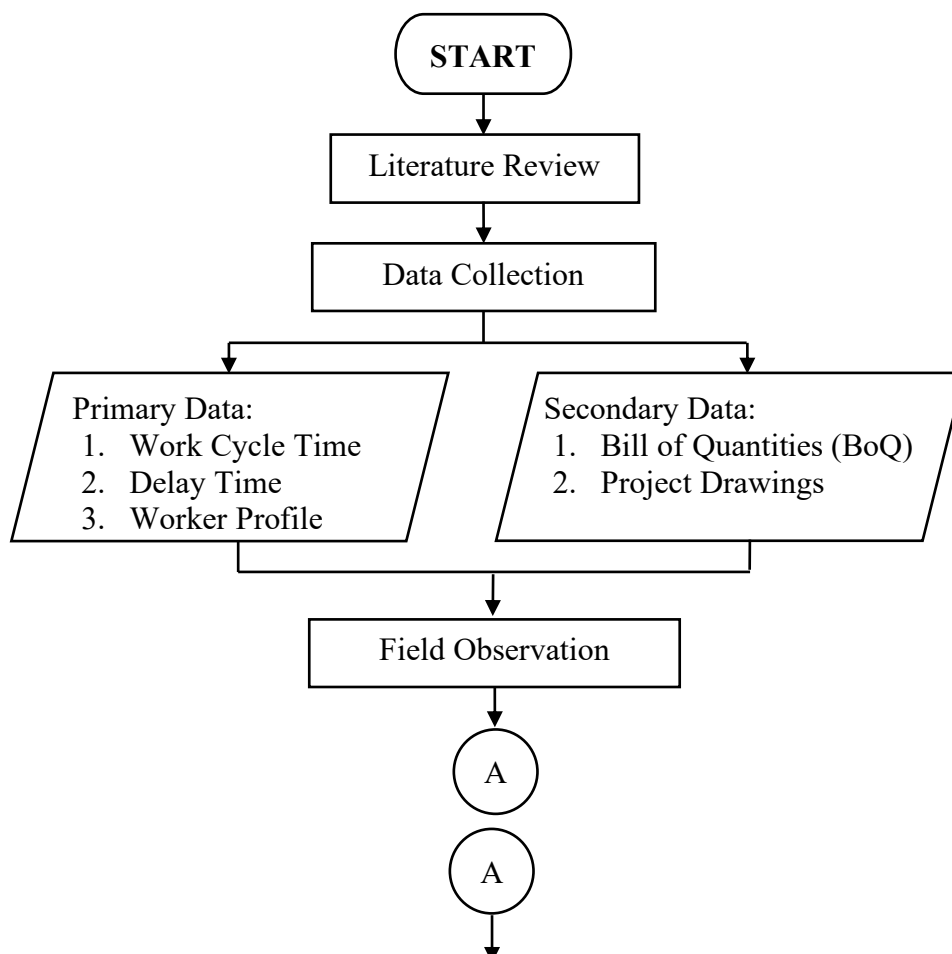 START
Literature Review
Data Collection
Primary Data:
1. Work Cycle Time
2. Delay Time
3. Worker Profile
Secondary Data:
1. Bill of Quantities (BoQ)
2. Project Drawings
Field Observation
A
A